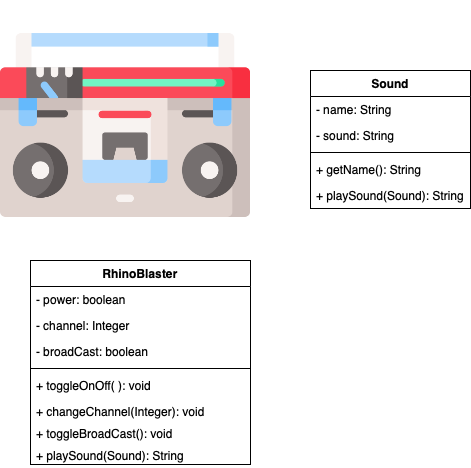 Sound
- name: String
- sound: String
+ getName(): String
+ playSound(Sound): String
RhinoBlaster
- power: boolean
- channel: Integer
- broadCast: boolean
+ toggleOnOff( ): void
+ changeChannel(Integer): void
+ toggleBroadCast(): void
+ playSound(Sound): String